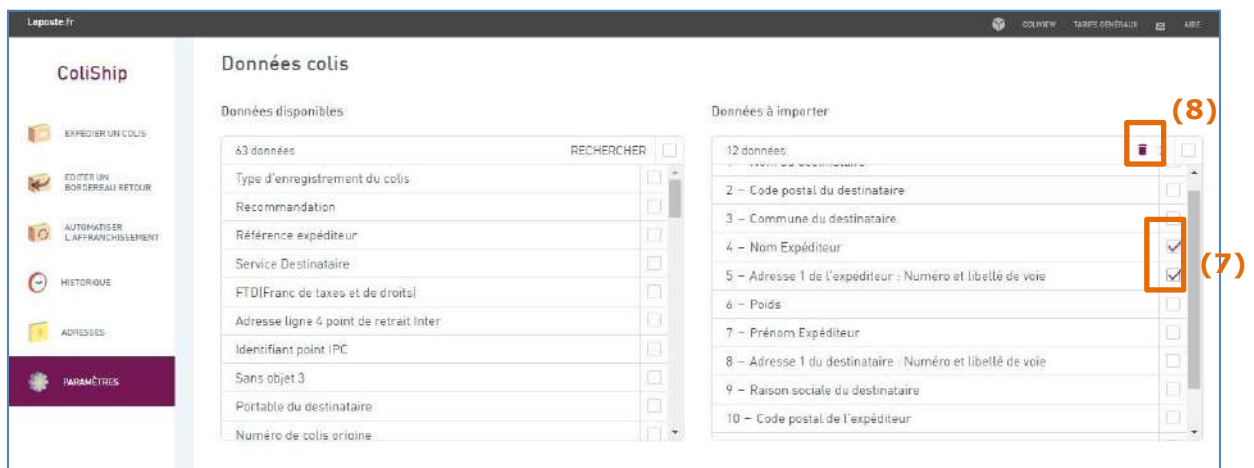 Laposte.fr
COLIVIEW TARIFS GÉNÉRAUX AIDE
ColiShip
EXPÉDIER UN COLIS
EDITER UN
BORDEREAU RETOUR
AUTOMATISER
L'AFFRANCHISSEMENT
HISTORIQUE
ADRESSES
PARAMÈTRES
Données colis
Données disponibles
63 données RECHERCHER
Type d'enregistrement du colis
Recommandation
Référence expéditeur
Service Destinataire
FTD(Franc de taxes et de droits)
Adresse ligne 4 point de retrait Inter
Identifiant point IPC
Sans objet 3
Portable du destinataire
Numéro de colis origine
Données à importer
(8)
12 données
2 – Code postal du destinataire
3 – Commune du destinataire
4 – Nom Expéditeur
5 – Adresse 1 de l'expéditeur : Numéro et libellé de voie
(7)
6 – Poids
7 – Prénom Expéditeur
8 – Adresse 1 du destinataire : Numéro et libellé de voie
9 – Raison sociale du destinataire
10 – Code postal de l'expéditeur